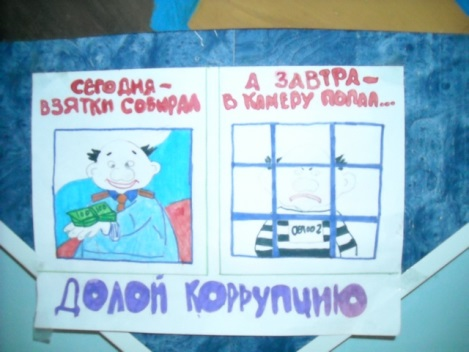 СЕГОДНЯ –
ВЗЯТКИ СОБИРАЛ
А ЗАВТРА –
В КАМЕРУ ПОПАЛ...
ДОЛОЙ КОРРУПЦИЮ